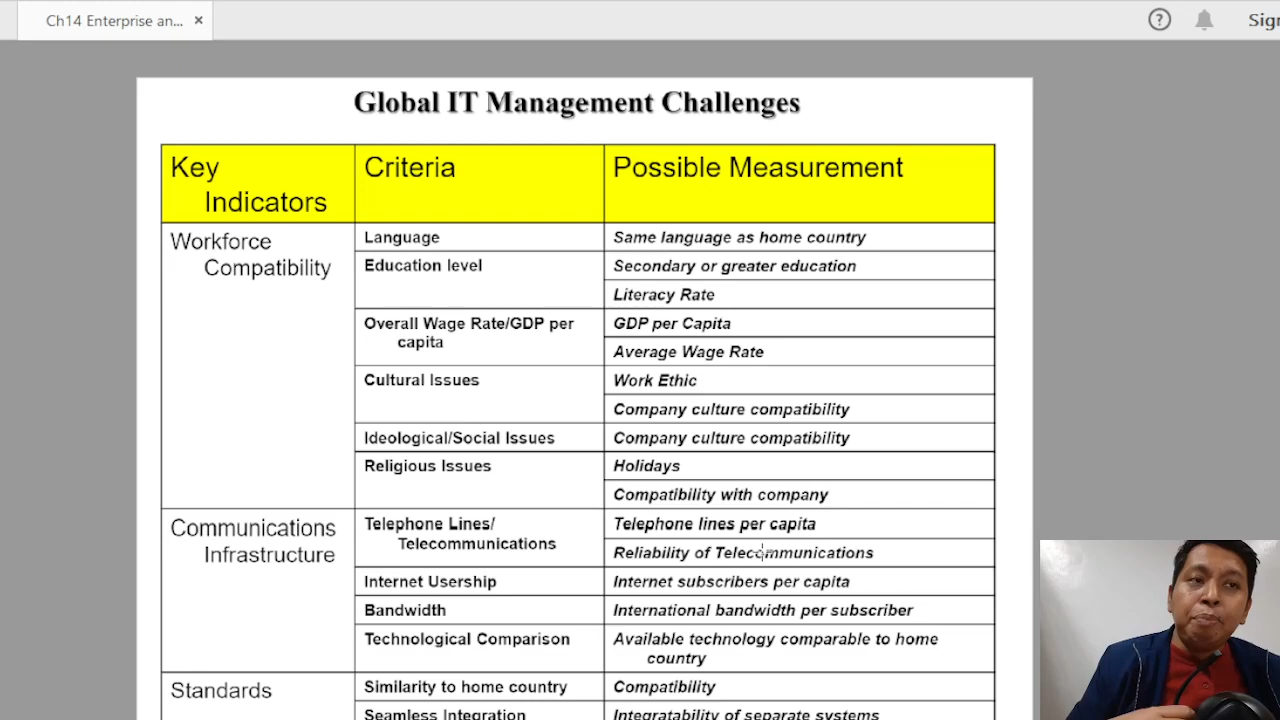 Ch14 Enterprise an...
Sign
Global IT Management Challenges
Key Indicators
Criteria
Possible Measurement
Workforce Compatibility
Language
Same language as home country
Education level
Secondary or greater education
Literacy Rate
Overall Wage Rate/GDP per
capita
GDP per Capita
Average Wage Rate
Cultural Issues
Work Ethic
Company culture compatibility
Ideological/Social Issues
Company culture compatibility
Religious Issues
Holidays
Compatibility with company
Communications
Infrastructure
Telephone Lines/
Telecommunications
Telephone lines per capita
Reliability of Telecommunications
Internet Usership
Internet subscribers per capita
Bandwidth
International bandwidth per subscriber
Technological Comparison
Available technology comparable to home
country
Standards
Similarity to home country
Compatibility
Seamless Integration
Integratability of separate systems